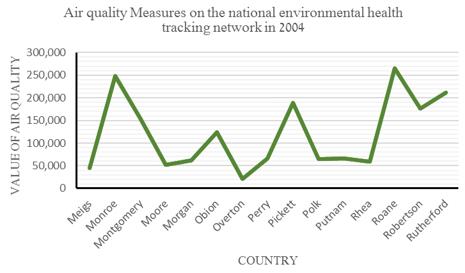 Air quality Measures on the national environmental health
tracking network in 2004
VALUE OF AIR QUALITY
300,000
250,000
200,000
150,000
100,000
50,000
0
Meigs
Monroe
Montgomery
Moore
Morgan
Obion
Overton
Perry
Pickett
Polk
Putnam
Rhea
Roane
Robertson
Rutherford
COUNTRY